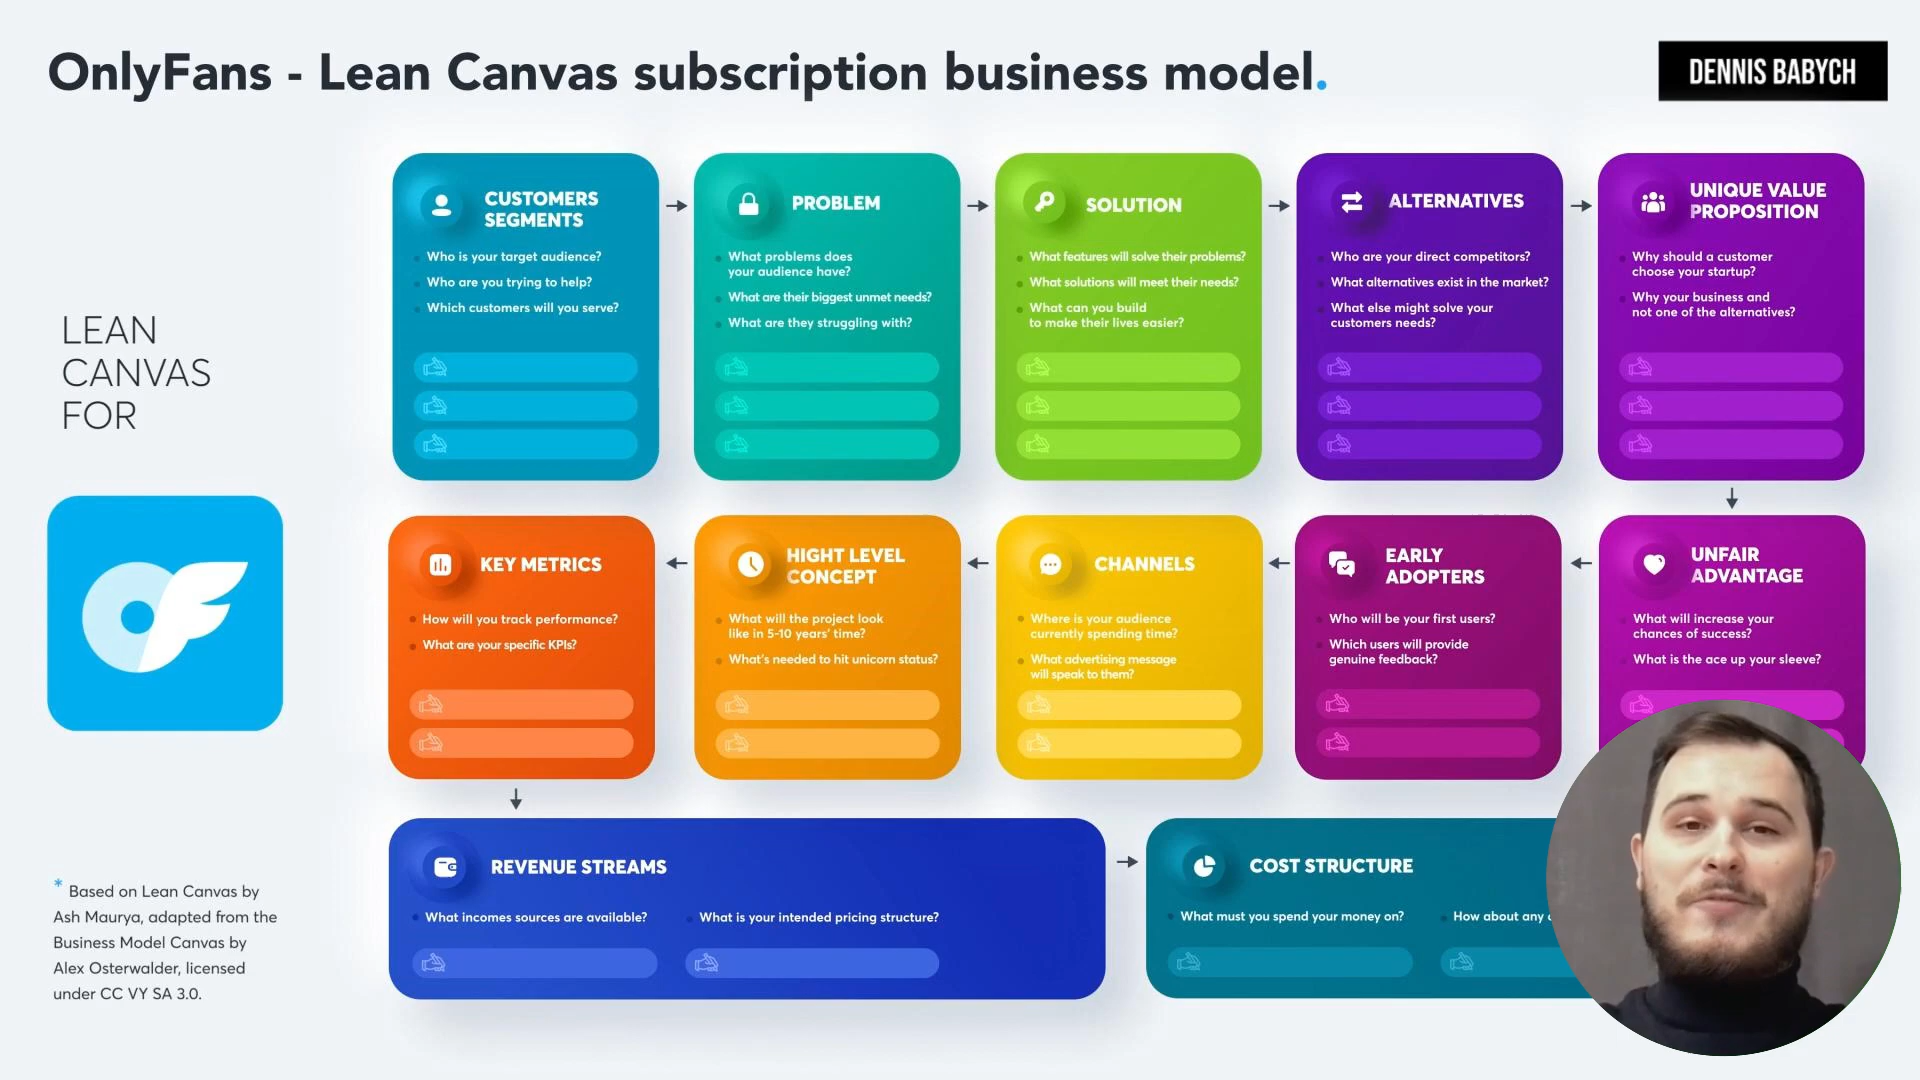 OnlyFans - Lean Canvas subscription business model.
DENNIS BABYCH
LEAN
CANVAS
FOR
CUSTOMERS
SEGMENTS
Who is your target audience?
Who are you trying to help?
Which customers will you serve?
PROBLEM
What problems does
your audience have?
What are their biggest unmet needs?
What are they struggling with?
SOLUTION
What features will solve their problems?
What solutions will meet their needs?
What can you build
to make their lives easier?
ALTERNATIVES
Who are your direct competitors?
What alternatives exist in the market?
What else might solve your
customers needs?
UNIQUE VALUE
PROPOSITION
Why should a customer
choose your startup?
Why your business and
not one of the alternatives?
KEY METRICS
How will you track performance?
What are your specific KPIs?
HIGHT LEVEL
CONCEPT
What will the project look
like in 5-10 years' time?
What's needed to hit unicorn status?
CHANNELS
Where is your audience
currently spending time?
What advertising message
will speak to them?
EARLY
ADOPTERS
Who will be your first users?
Which users will provide
genuine feedback?
UNFAIR
ADVANTAGE
What will increase your
chances of success?
What is the ace up your sleeve?
REVENUE STREAMS
What incomes sources are available?
What is your intended pricing structure?
COST STRUCTURE
What must you spend your money on?
How about any
* Based on Lean Canvas by
Ash Maurya, adapted from the
Business Model Canvas by
Alex Osterwalder, licensed
under CC VY SA 3.0.